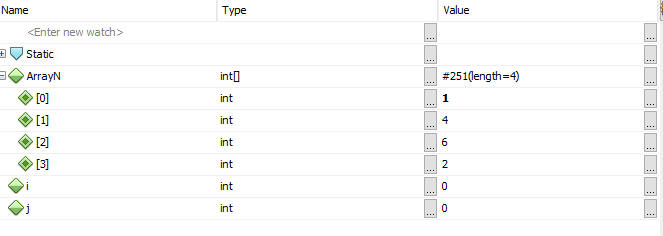 Name Type Value
<Enter new watch> ...
Static ...
ArrayN int[] ... #251(length=4) ...
[0] int ... 1 ...
[1] int ... 4 ...
[2] int ... 6 ...
[3] int ... 2 ...
i int ... 0 ...
j int ... 0 ...